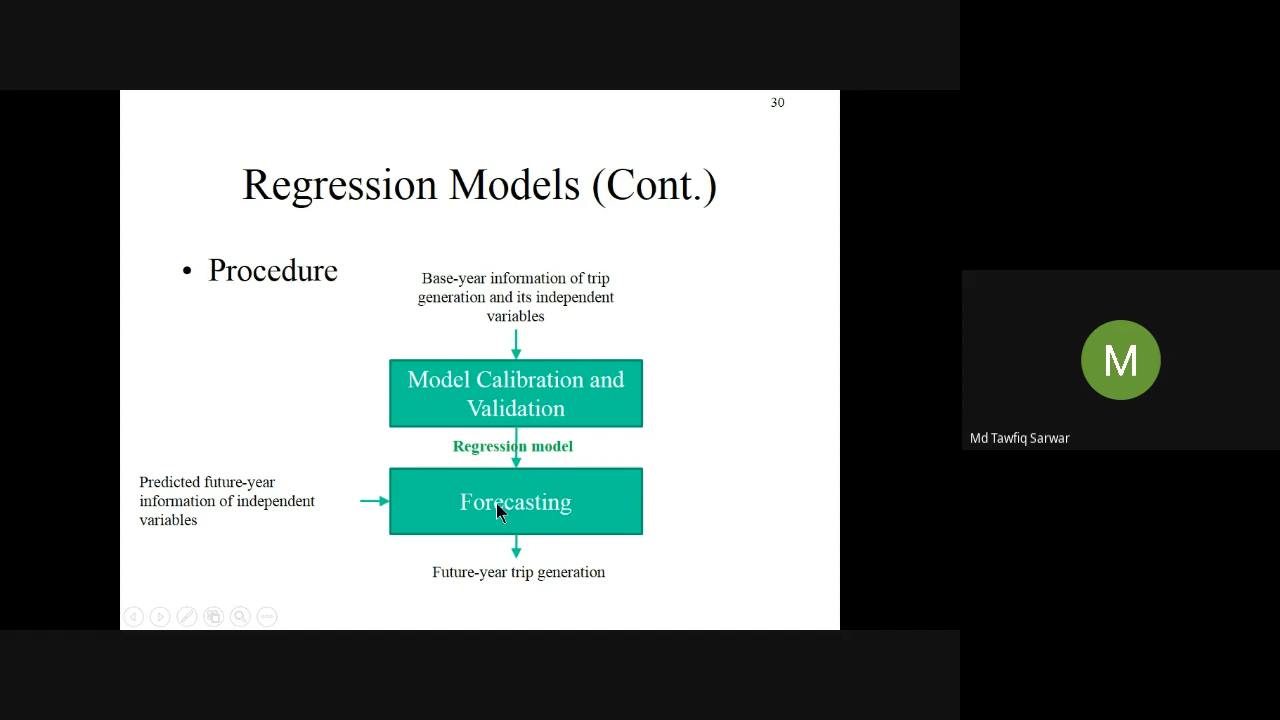 30
Regression Models (Cont.)
• Procedure
Base-year information of trip
generation and its independent
variables
Model Calibration and
Validation
Regression model
Predicted future-year
information of independent
variables
Forecasting
Future-year trip generation
M
Md Tawfiq Sarwar